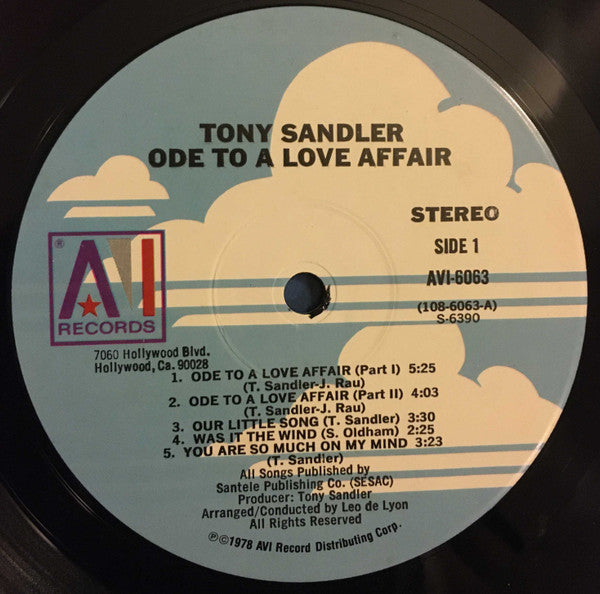 TONY SANDLER
ODE TO A LOVE AFFAIR
STEREO
SIDE 1
AVI-6063
(108-6063-A)
S-6390
®
AVI
RECORDS
7060 Hollywood Blvd.
Hollywood, Ca. 90028
1. ODE TO A LOVE AFFAIR (Part I) 5:25
(T. Sandler-J. Rau)
2. ODE TO A LOVE AFFAIR (Part II) 4:03
(T. Sandler-J. Rau)
3. OUR LITTLE SONG (T. Sandler) 3:30
4. WAS IT THE WIND (S. Oldham) 2:25
5. YOU ARE SO MUCH ON MY MIND 3:23
(T. Sandler)
All Songs Published by
Santele Publishing Co. (SESAC)
Producer: Tony Sandler
Arranged/Conducted by Leo de Lyon
All Rights Reserved
℗©1978 AVI Record Distributing Corp.